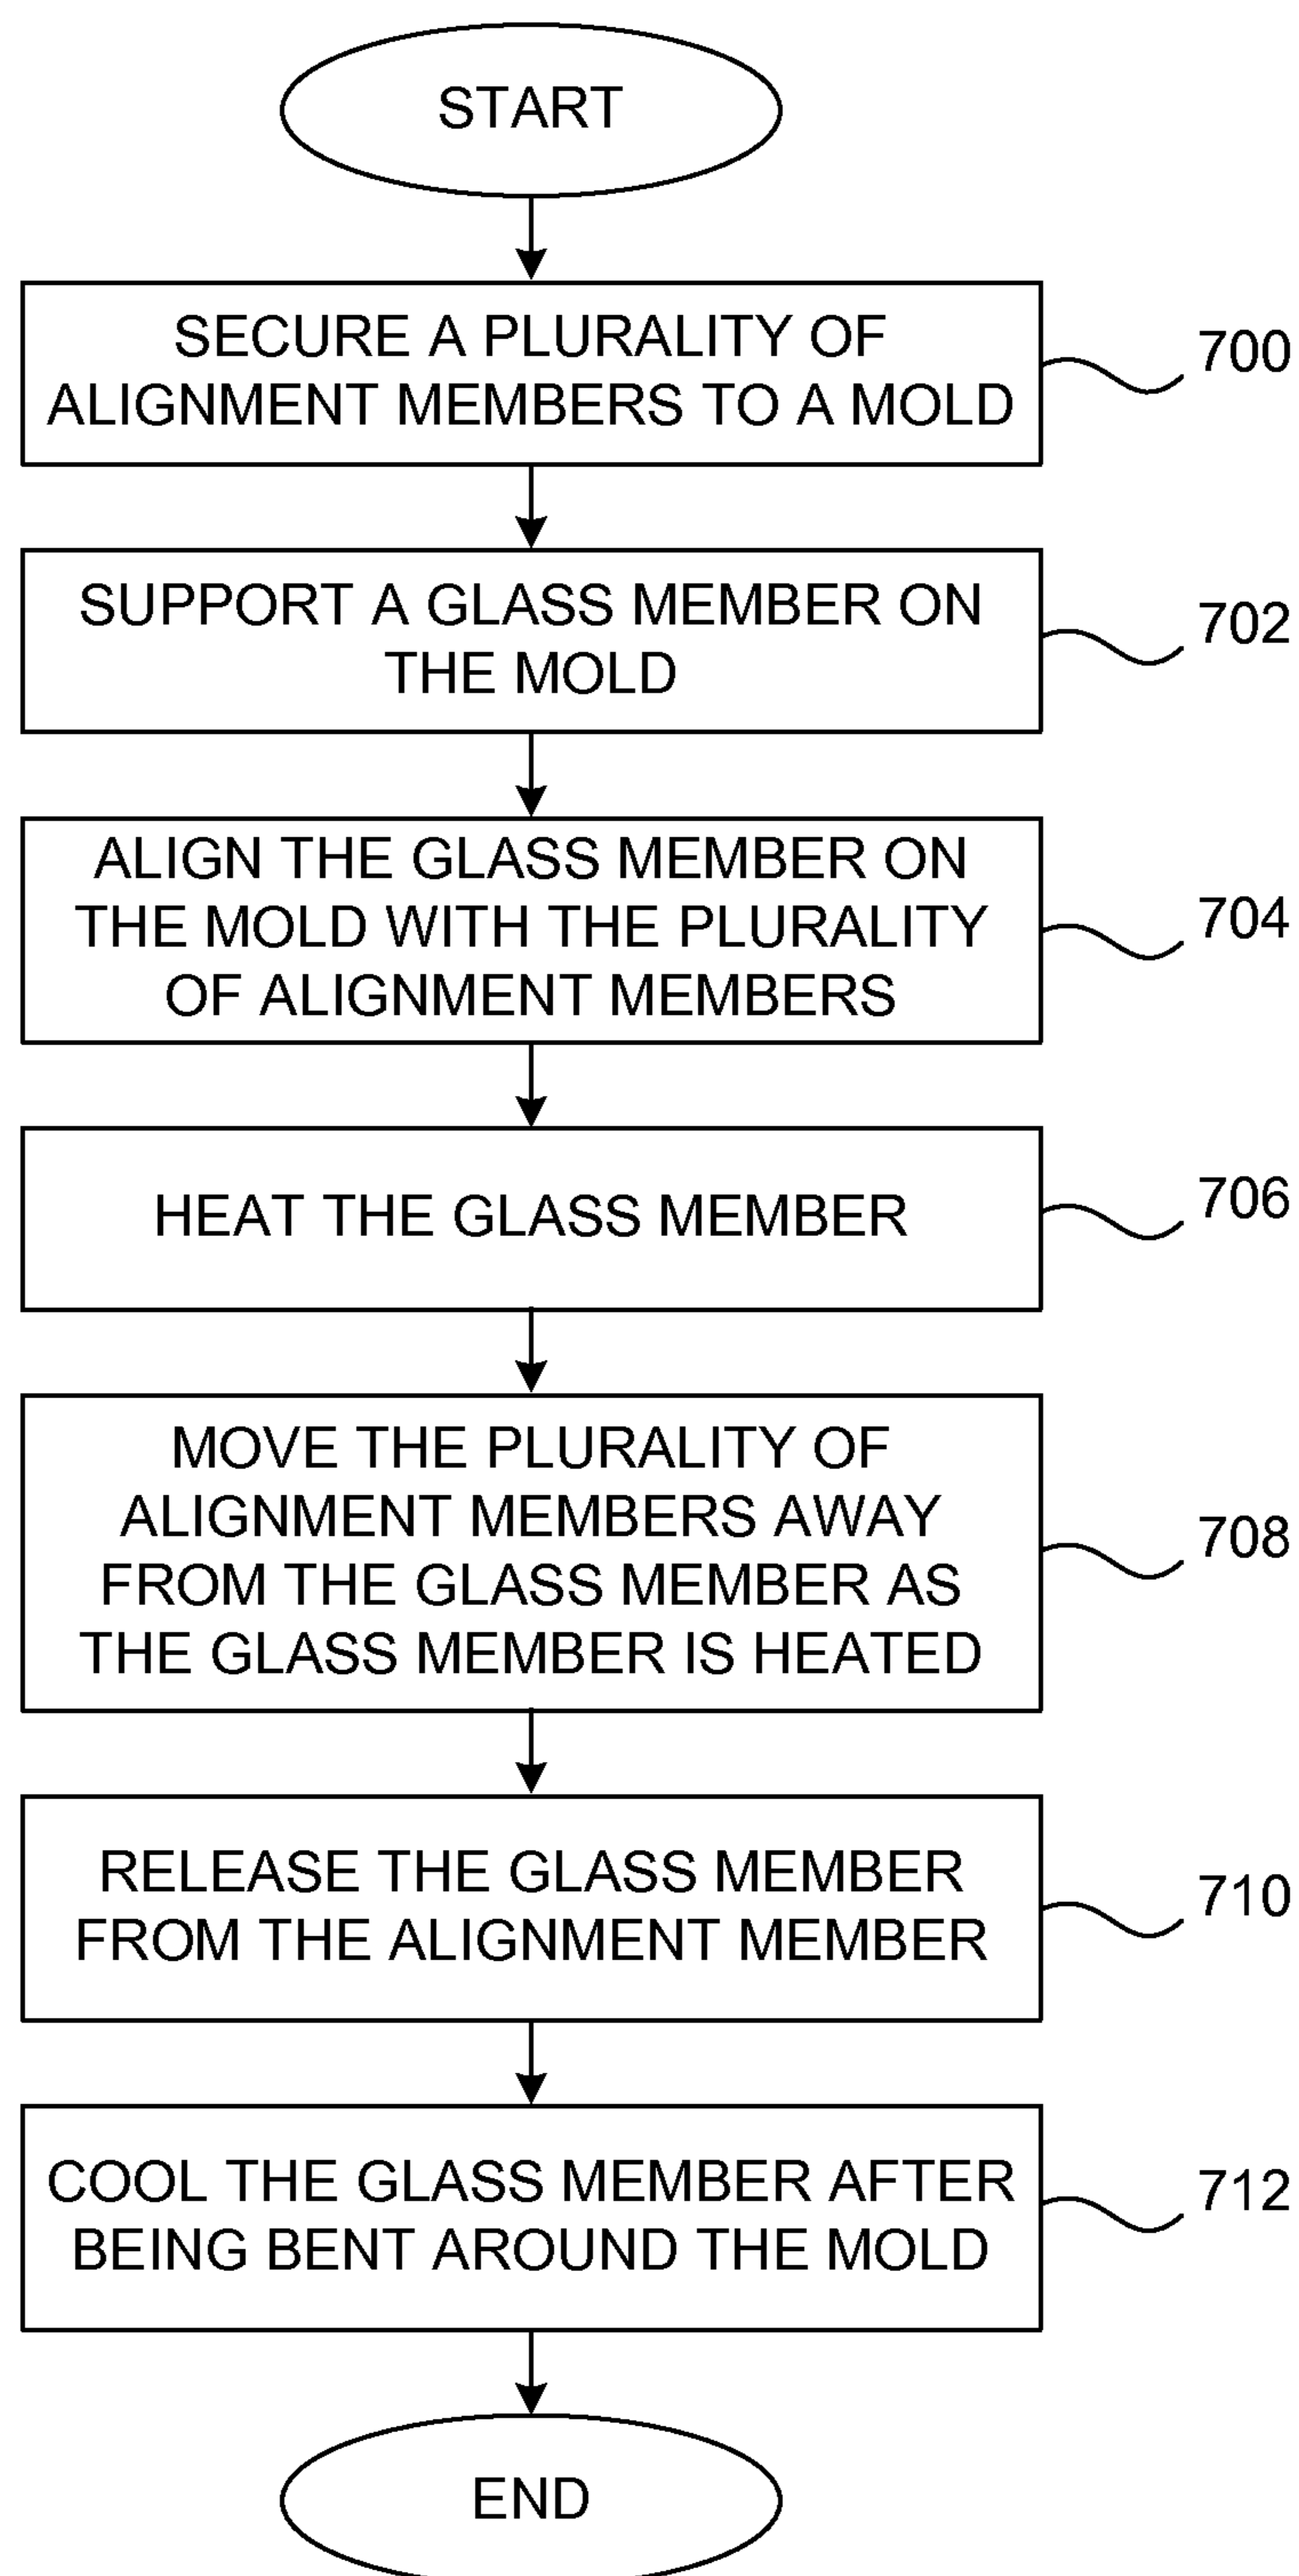 START
SECURE A PLURALITY OF
ALIGNMENT MEMBERS TO A MOLD
700
SUPPORT A GLASS MEMBER ON
THE MOLD
702
ALIGN THE GLASS MEMBER ON
THE MOLD WITH THE PLURALITY
OF ALIGNMENT MEMBERS
704
HEAT THE GLASS MEMBER
706
MOVE THE PLURALITY OF
ALIGNMENT MEMBERS AWAY
FROM THE GLASS MEMBER AS
THE GLASS MEMBER IS HEATED
708
RELEASE THE GLASS MEMBER
FROM THE ALIGNMENT MEMBER
710
COOL THE GLASS MEMBER AFTER
BEING BENT AROUND THE MOLD
712
END